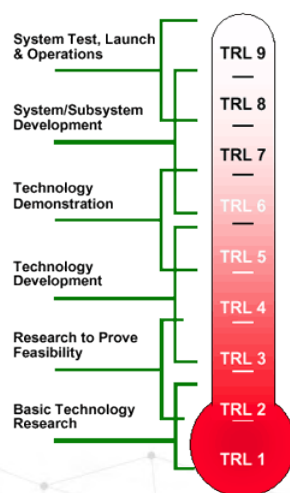 System Test, Launch
& Operations
System/Subsystem
Development
Technology
Demonstration
Technology
Development
Research to Prove
Feasibility
Basic Technology
Research
TRL 9
TRL 8
TRL 7
TRL 6
TRL 5
TRL 4
TRL 3
TRL 2
TRL 1